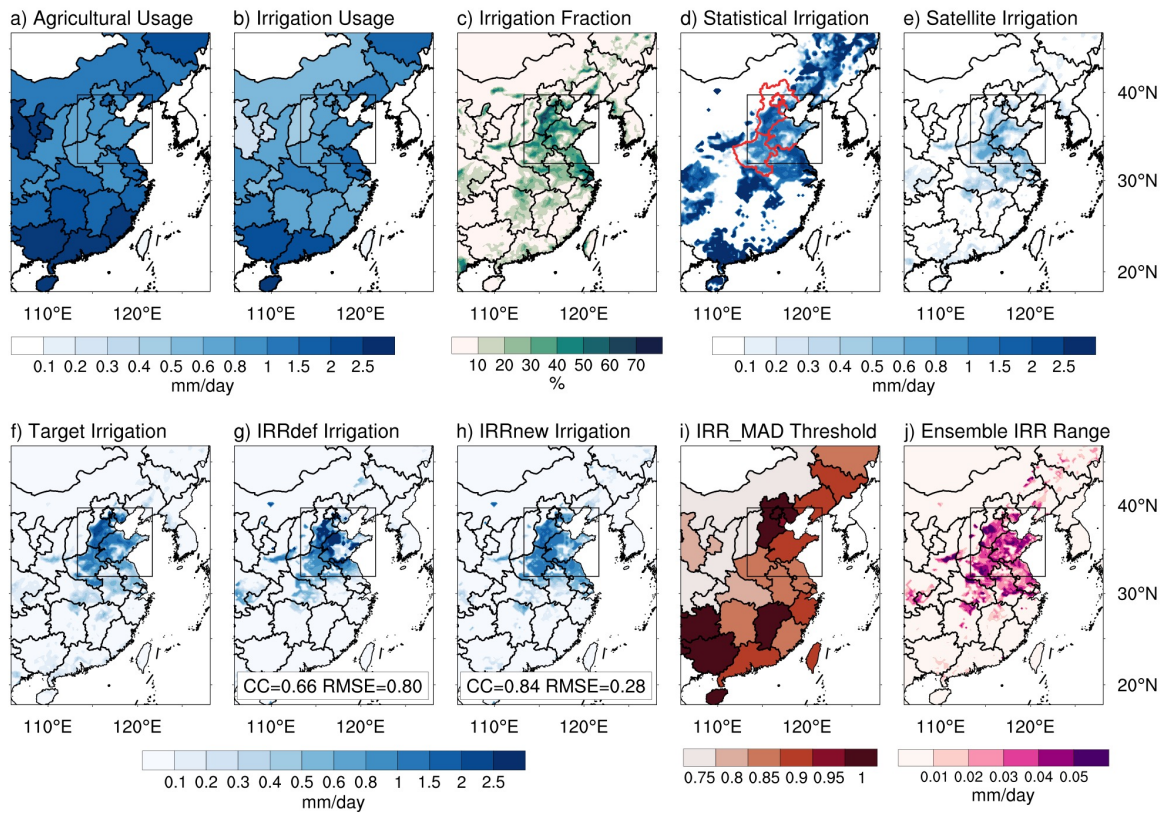 a) Agricultural Usage b) Irrigation Usage c) Irrigation Fraction d) Statistical Irrigation e) Satellite Irrigation
40°N
30°N
20°N
110°E 120°E 110°E 120°E 110°E 120°E 110°E 120°E 110°E 120°E
0.1 0.2 0.3 0.4 0.5 0.6 0.8 1 1.5 2 2.5 10 20 30 40 50 60 70 0.1 0.2 0.3 0.4 0.5 0.6 0.8 1 1.5 2 2.5
mm/day % mm/day
f) Target Irrigation g) IRRdef Irrigation h) IRRnew Irrigation i) IRR_MAD Threshold j) Ensemble IRR Range
40°N
30°N
CC=0.66 RMSE=0.80 CC=0.84 RMSE=0.28 20°N
110°E 120°E 110°E 120°E 110°E 120°E 110°E 120°E 110°E 120°E
0.1 0.2 0.3 0.4 0.5 0.6 0.8 1 1.5 2 2.5 0.75 0.8 0.85 0.9 0.95 1 0.01 0.02 0.03 0.04 0.05
mm/day mm/day